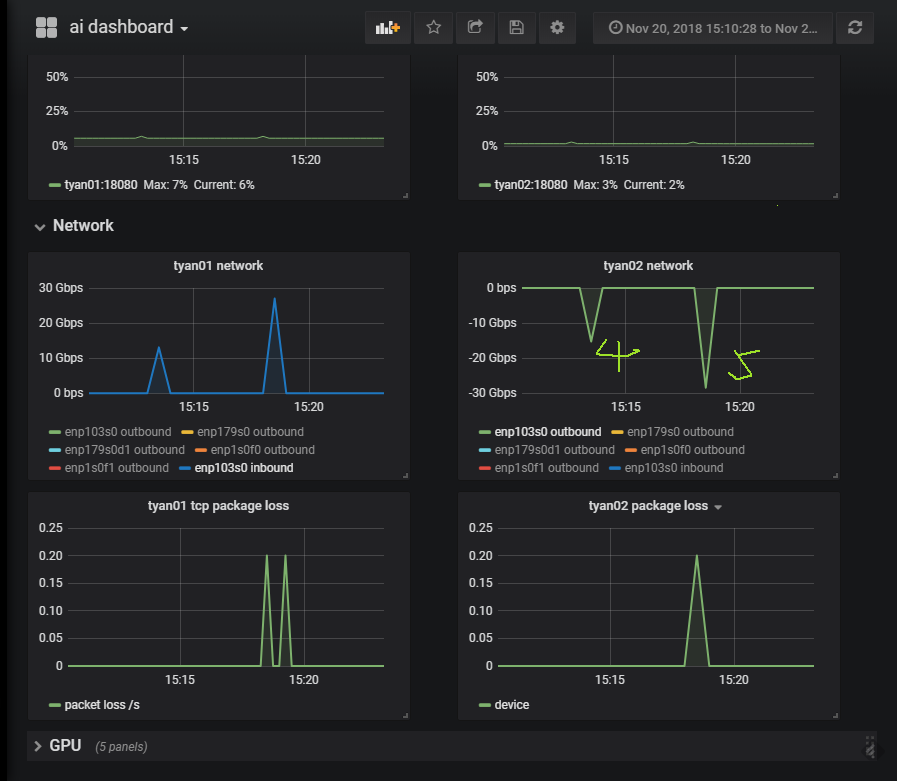 ai dashboard
Nov 20, 2018 15:10:28 to Nov 2...
50%
25%
0%
15:15 15:20
tyan01:18080 Max: 7% Current: 6%
50%
25%
0%
15:15 15:20
tyan02:18080 Max: 3% Current: 2%
Network
tyan01 network
30 Gbps
20 Gbps
10 Gbps
0 bps
15:15 15:20
enp103s0 outbound enp179s0 outbound
enp179s0d1 outbound enp1s0f0 outbound
enp1s0f1 outbound enp103s0 inbound
tyan02 network
0 bps
-10 Gbps
-20 Gbps
-30 Gbps
4 5
15:15 15:20
enp103s0 outbound enp179s0 outbound
enp179s0d1 outbound enp1s0f0 outbound
enp1s0f1 outbound enp103s0 inbound
tyan01 tcp package loss
0.25
0.20
0.15
0.10
0.05
0
15:15 15:20
packet loss /s
tyan02 package loss
0.25
0.20
0.15
0.10
0.05
0
15:15 15:20
device
GPU (5 panels)